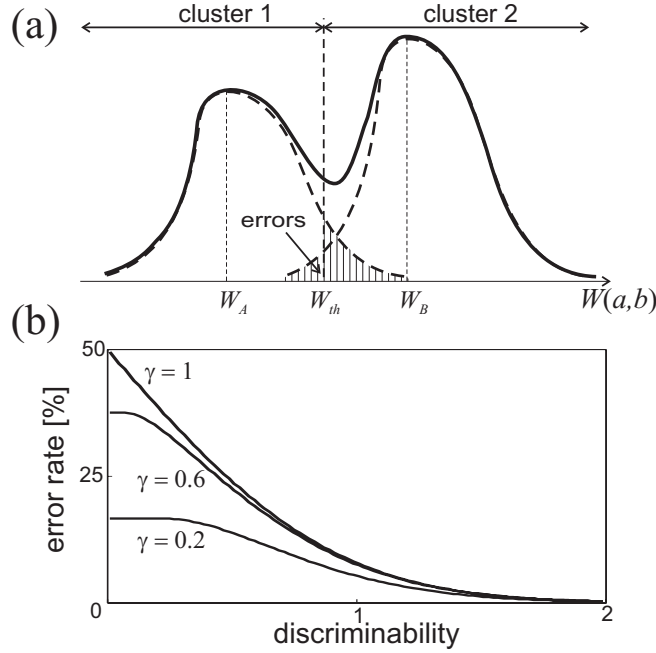 (a)
cluster 1 cluster 2
errors
W_A W_th W_B W(a,b)
(b)
50
γ = 1
γ = 0.6
25
γ = 0.2
error rate [%]
0 1 2
discriminability